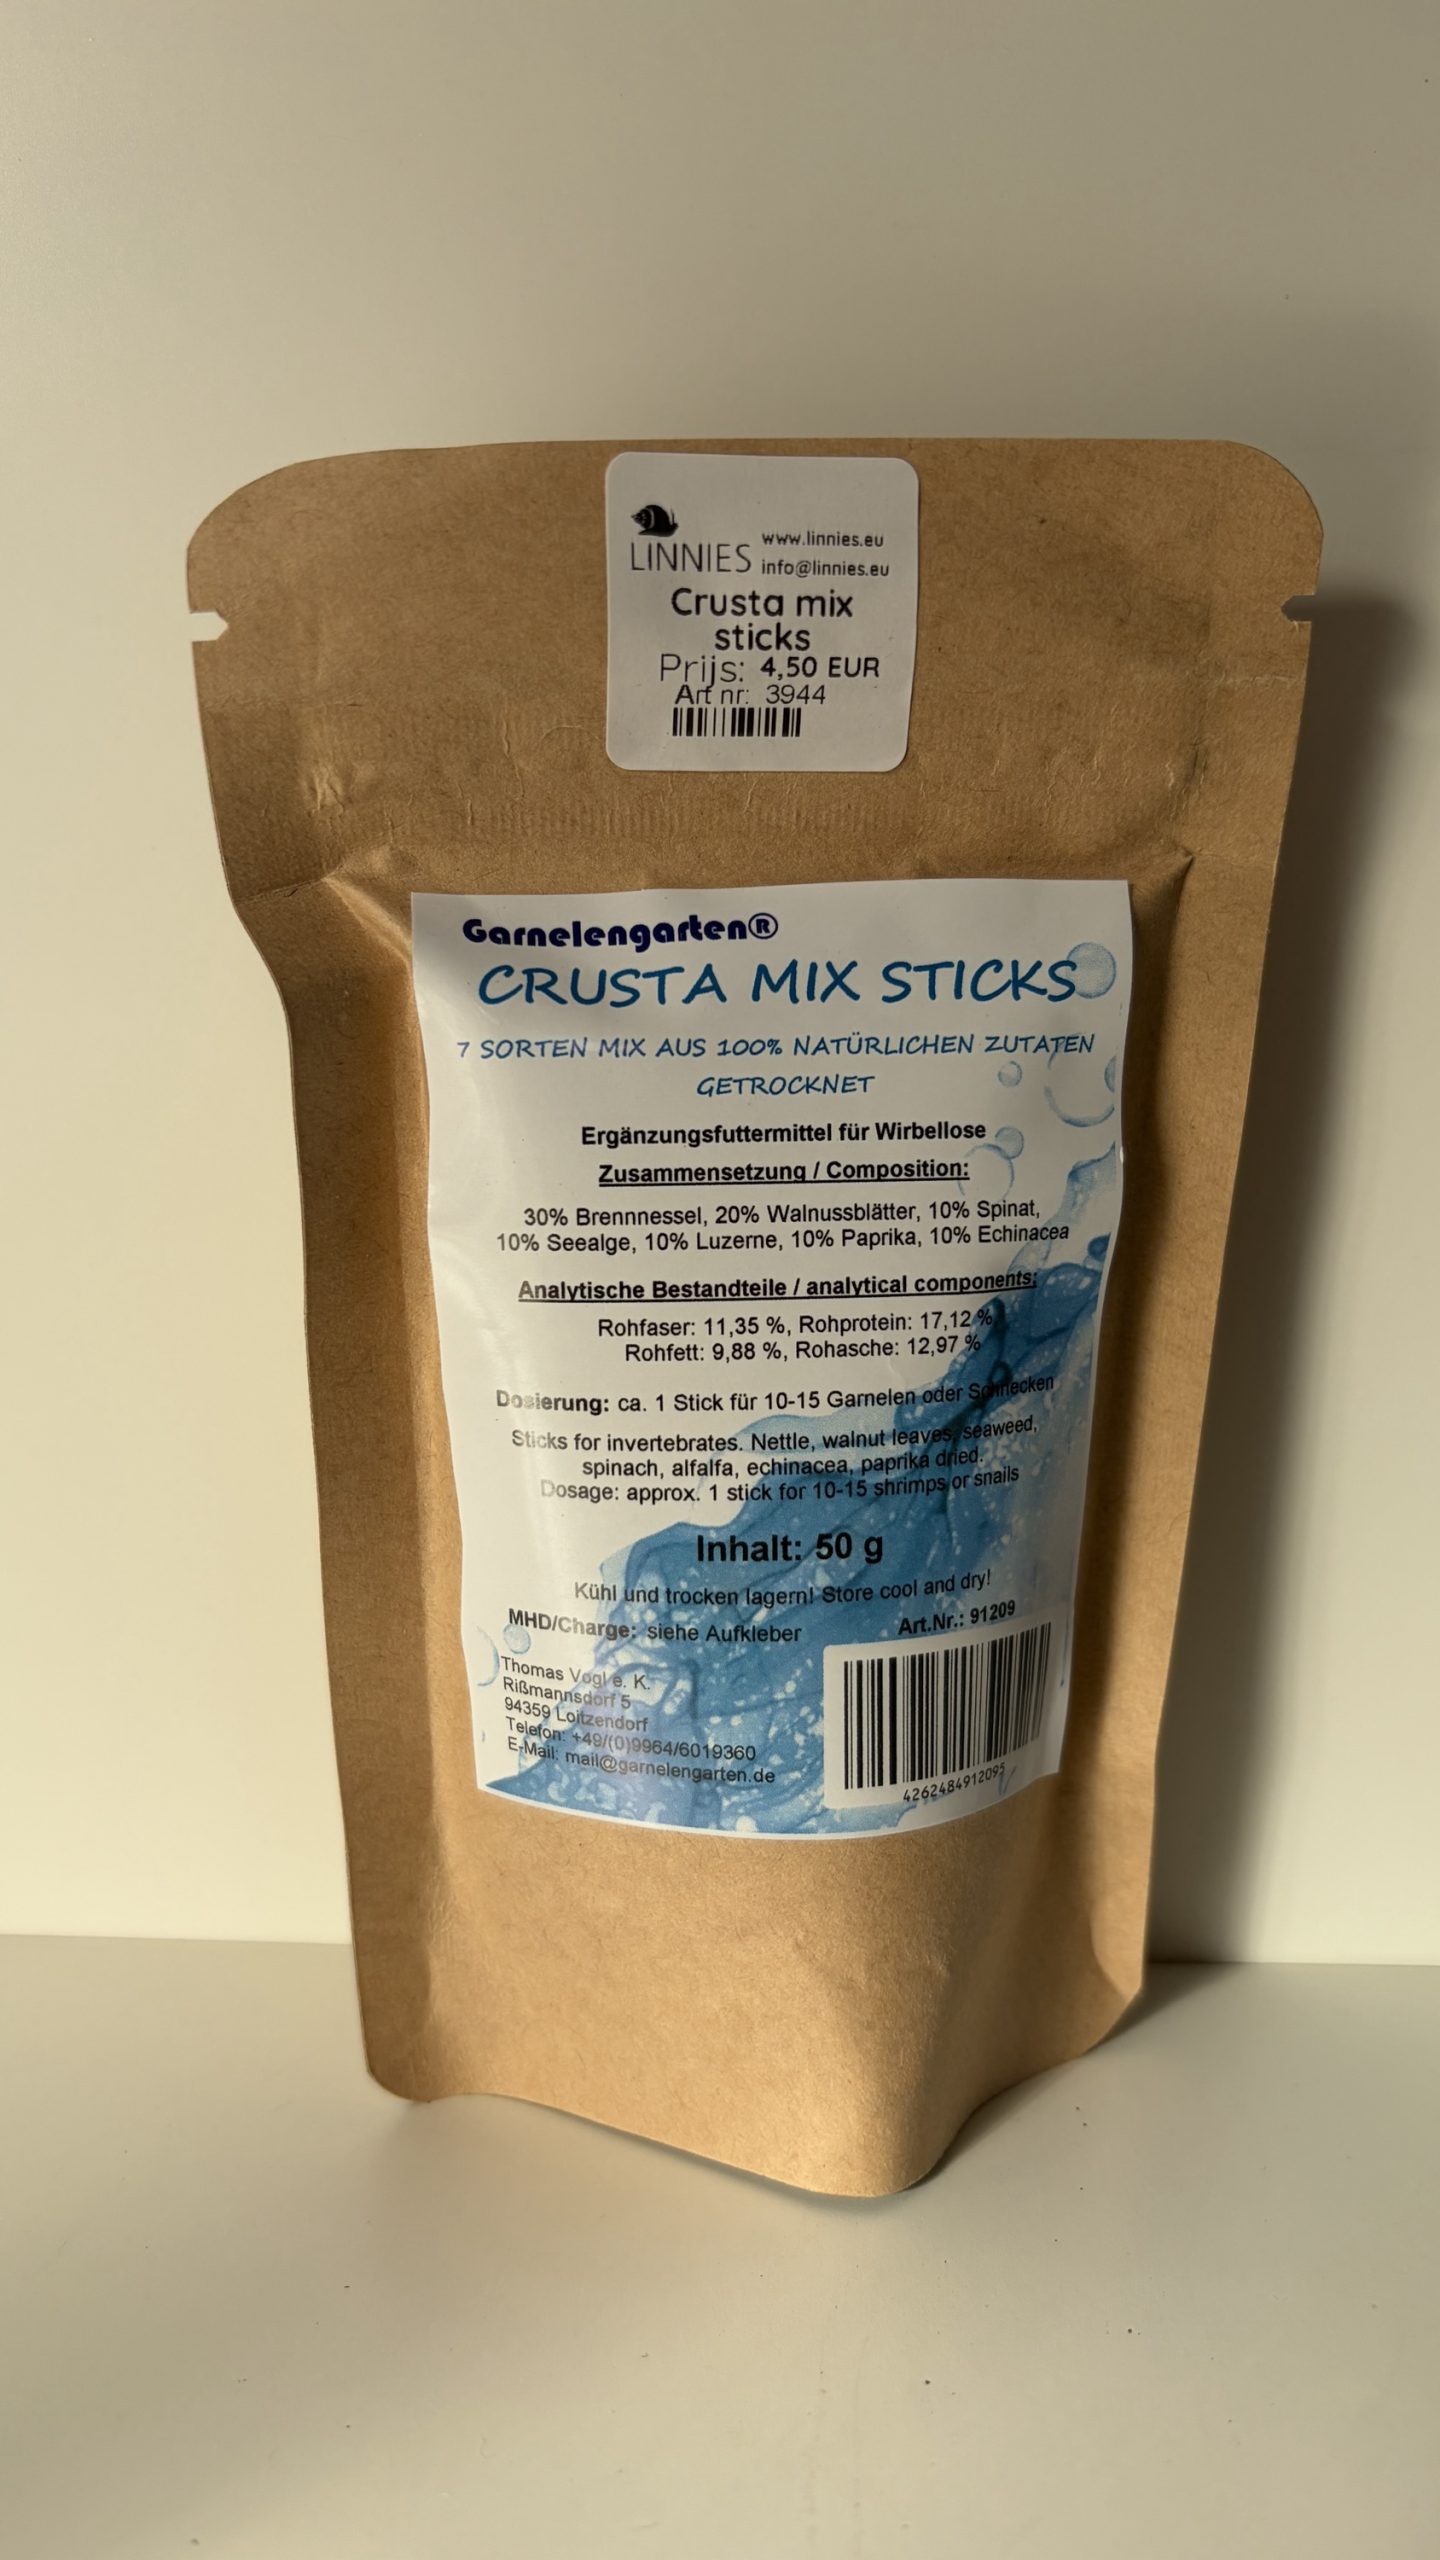 LINNIES
www.linnies.eu
info@linnies.eu
Crusta mix
sticks
Prijs: 4,50 EUR
Art nr: 3944
Garnelengarten®
CRUSTA MIX STICKS
7 SORTEN MIX AUS 100% NATÜRLICHEN ZUTATEN
GETROCKNET
Ergänzungsfuttermittel für Wirbellose
Zusammensetzung / Composition:
30% Brennnessel, 20% Walnussblätter, 10% Spinat,
10% Seealge, 10% Luzerne, 10% Paprika, 10% Echinacea
Analytische Bestandteile / analytical components:
Rohfaser: 11,35 %, Rohprotein: 17,12 %,
Rohfett: 9,88 %, Rohasche: 12,97 %
Dosierung: ca. 1 Stick für 10-15 Garnelen oder Schnecken
Sticks for invertebrates. Nettle, walnut leaves, seaweed,
spinach, alfalfa, echinacea, paprika dried.
Dosage: approx. 1 stick for 10-15 shrimps or snails
Inhalt: 50 g
Kühl und trocken lagern! Store cool and dry!
MHD/Charge: siehe Aufkleber
Art.Nr.: 91209
Thomas Vogl e. K.
Rißmannsdorf 5
94359 Loitzendorf
Telefon: +49/(0)9964/6019360
E-Mail: mail@garnelengarten.de
4262484912095